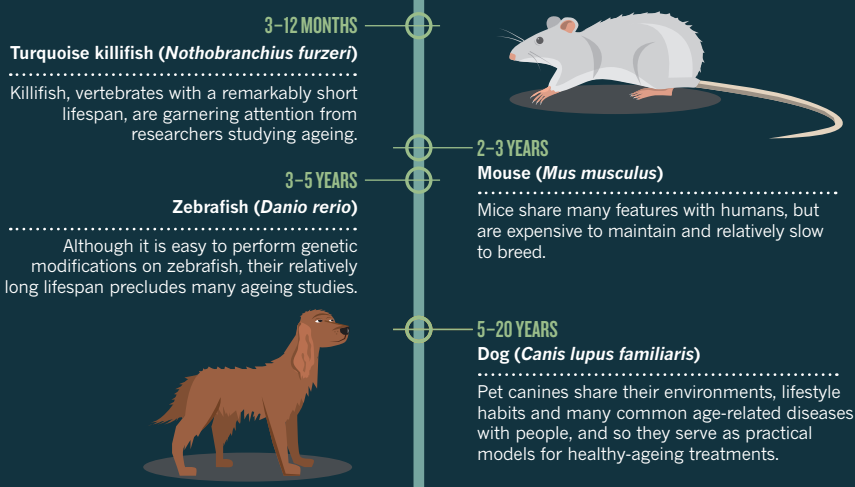 3–12 MONTHS
Turquoise killifish (Nothobranchius furzeri)
Killifish, vertebrates with a remarkably short
lifespan, are garnering attention from
researchers studying ageing.
2–3 YEARS
Mouse (Mus musculus)
Mice share many features with humans, but
are expensive to maintain and relatively slow
to breed.
3–5 YEARS
Zebrafish (Danio rerio)
Although it is easy to perform genetic
modifications on zebrafish, their relatively
long lifespan precludes many ageing studies.
5–20 YEARS
Dog (Canis lupus familiaris)
Pet canines share their environments, lifestyle
habits and many common age-related diseases
with people, and so they serve as practical
models for healthy-ageing treatments.